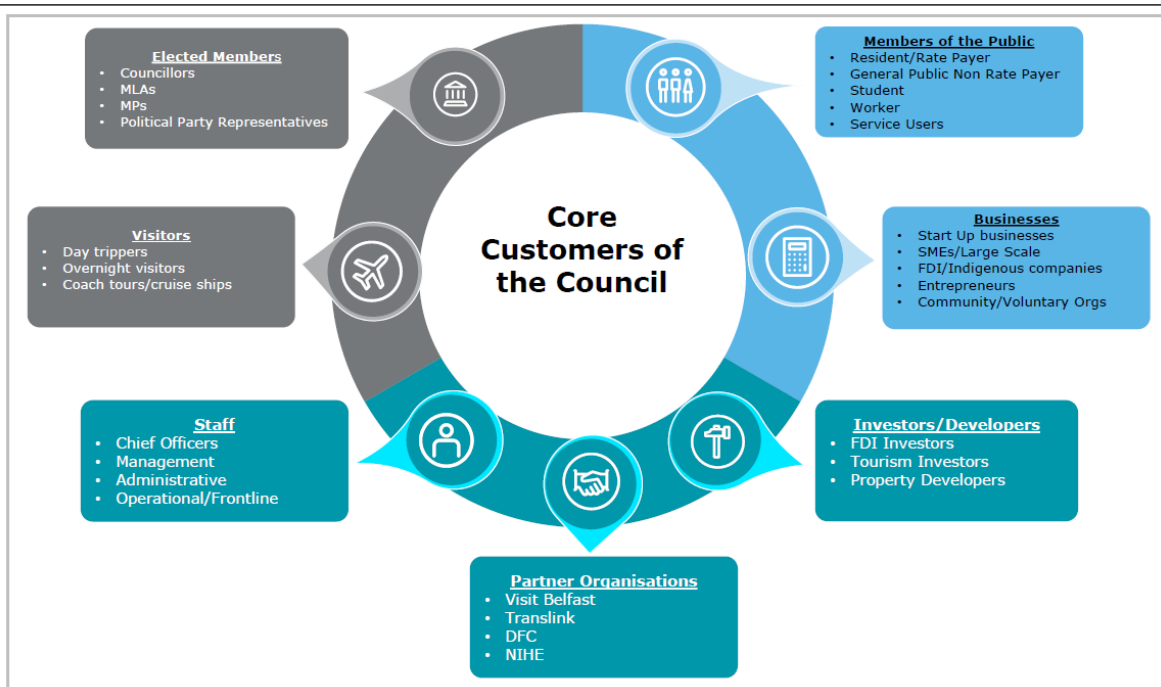 Elected Members
• Councillors
• MLAs
• MPs
• Political Party Representatives
Members of the Public
• Resident/Rate Payer
• General Public Non Rate Payer
• Student
• Worker
• Service Users
Core
Customers of
the Council
Visitors
• Day trippers
• Overnight visitors
• Coach tours/cruise ships
Businesses
• Start Up businesses
• SMEs/Large Scale
• FDI/Indigenous companies
• Entrepreneurs
• Community/Voluntary Orgs
Staff
• Chief Officers
• Management
• Administrative
• Operational/Frontline
Investors/Developers
• FDI Investors
• Tourism Investors
• Property Developers
Partner Organisations
• Visit Belfast
• Translink
• DFC
• NIHE